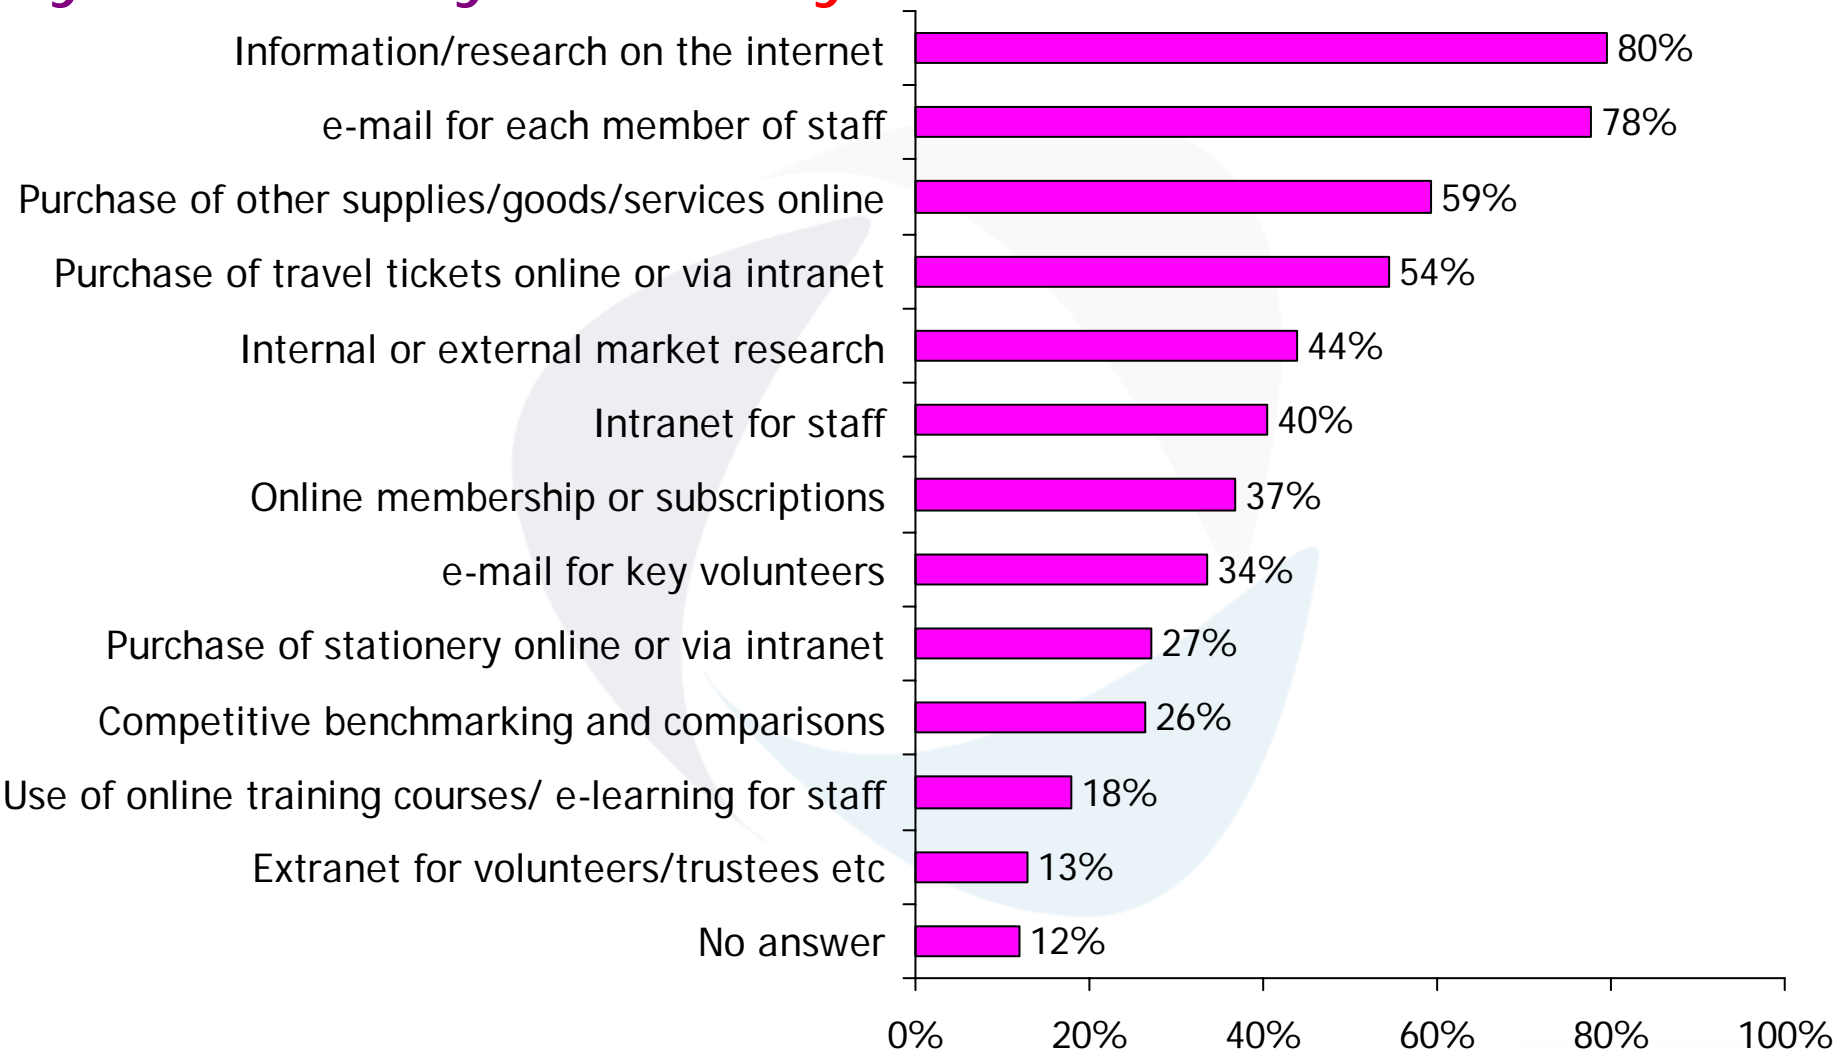 Information/research on the internet 80%
e-mail for each member of staff 78%
Purchase of other supplies/goods/services online 59%
Purchase of travel tickets online or via intranet 54%
Internal or external market research 44%
Intranet for staff 40%
Online membership or subscriptions 37%
e-mail for key volunteers 34%
Purchase of stationery online or via intranet 27%
Competitive benchmarking and comparisons 26%
Use of online training courses/ e-learning for staff 18%
Extranet for volunteers/trustees etc 13%
No answer 12%
0% 20% 40% 60% 80% 100%